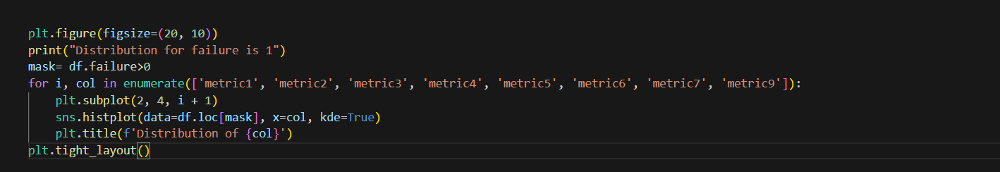 plt.figure(figsize=(20, 10))
print("Distribution for failure is 1")
mask= df.failure>0
for i, col in enumerate(['metric1', 'metric2', 'metric3', 'metric4', 'metric5', 'metric6', 'metric7', 'metric9']):
    plt.subplot(2, 4, i + 1)
    sns.histplot(data=df.loc[mask], x=col, kde=True)
    plt.title(f'Distribution of {col}')
plt.tight_layout()